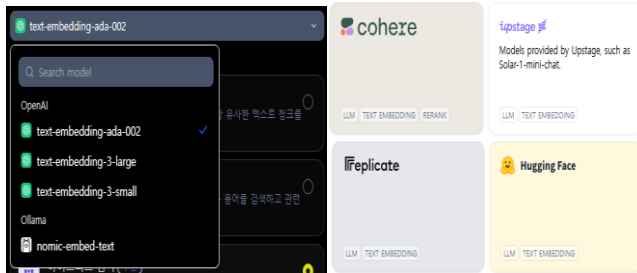 text-embedding-ada-002
Search model
OpenAI
text-embedding-ada-002
text-embedding-3-large
text-embedding-3-small
Ollama
nomic-embed-text
유사한 텍스트 청크를
용어를 검색하고 관련
cohere
LLM TEXT EMBEDDING RERANK
upstage
Models provided by Upstage, such as
Solar-1-mini-chat.
LLM TEXT EMBEDDING
Replicate
LLM TEXT EMBEDDING
Hugging Face
LLM TEXT EMBEDDING